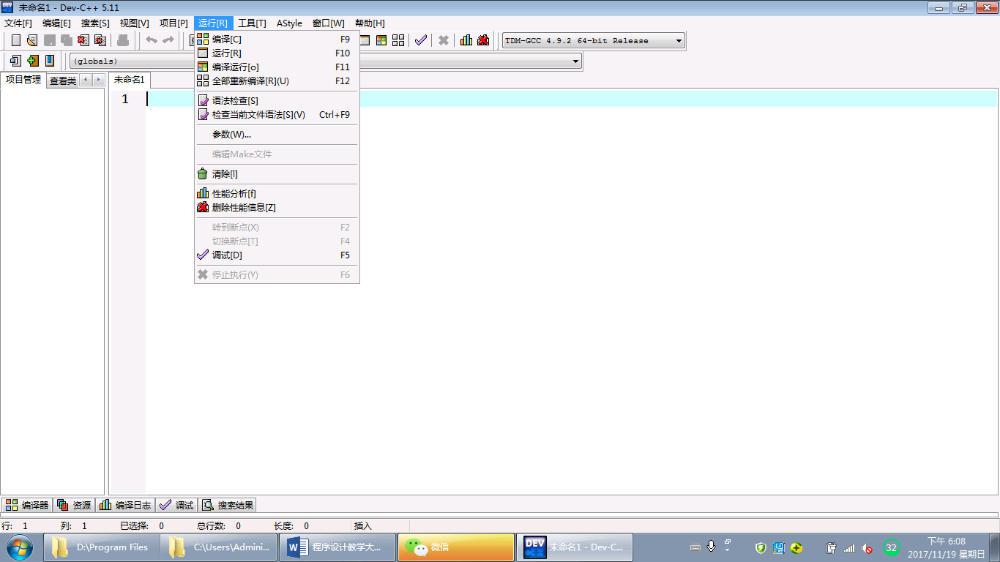 未命名1 - Dev-C++ 5.11
文件[F] 编辑[E] 搜索[S] 视图[V] 项目[P] 运行[R] 工具[T] AStyle 窗口[W] 帮助[H]
TDM-GCC 4.9.2 64-bit Release
(globals)
项目管理 查看类 未命名1
1
编译[C] F9
运行[R] F10
编译运行[o] F11
全部重新编译[R](U) F12
语法检查[S]
检查当前文件语法[S](V) Ctrl+F9
参数(W)...
编辑Make文件
清除[l]
性能分析[f]
删除性能信息[Z]
转到断点(X) F2
切换断点[T] F4
调试[D] F5
停止执行(Y) F6
编译器 资源 编译日志 调试 搜索结果
行: 1 列: 1 已选择: 0 总行数: 0 长度: 0 插入
D:\Program Files C:\Users\Admini... 程序设计教学大... 微信 未命名1 - Dev-C... 32 下午 6:08
2017/11/19 星期日